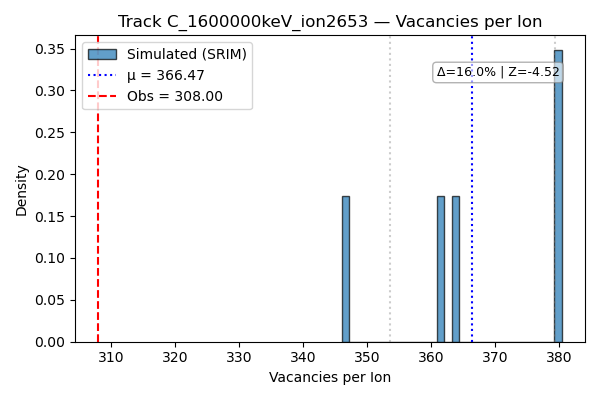 Track C_1600000keV_ion2653 — Vacancies per Ion
Simulated (SRIM)
μ = 366.47
Obs = 308.00
Δ=16.0% | Z=-4.52
Density
0.35
0.30
0.25
0.20
0.15
0.10
0.05
0.00
310 320 330 340 350 360 370 380
Vacancies per Ion